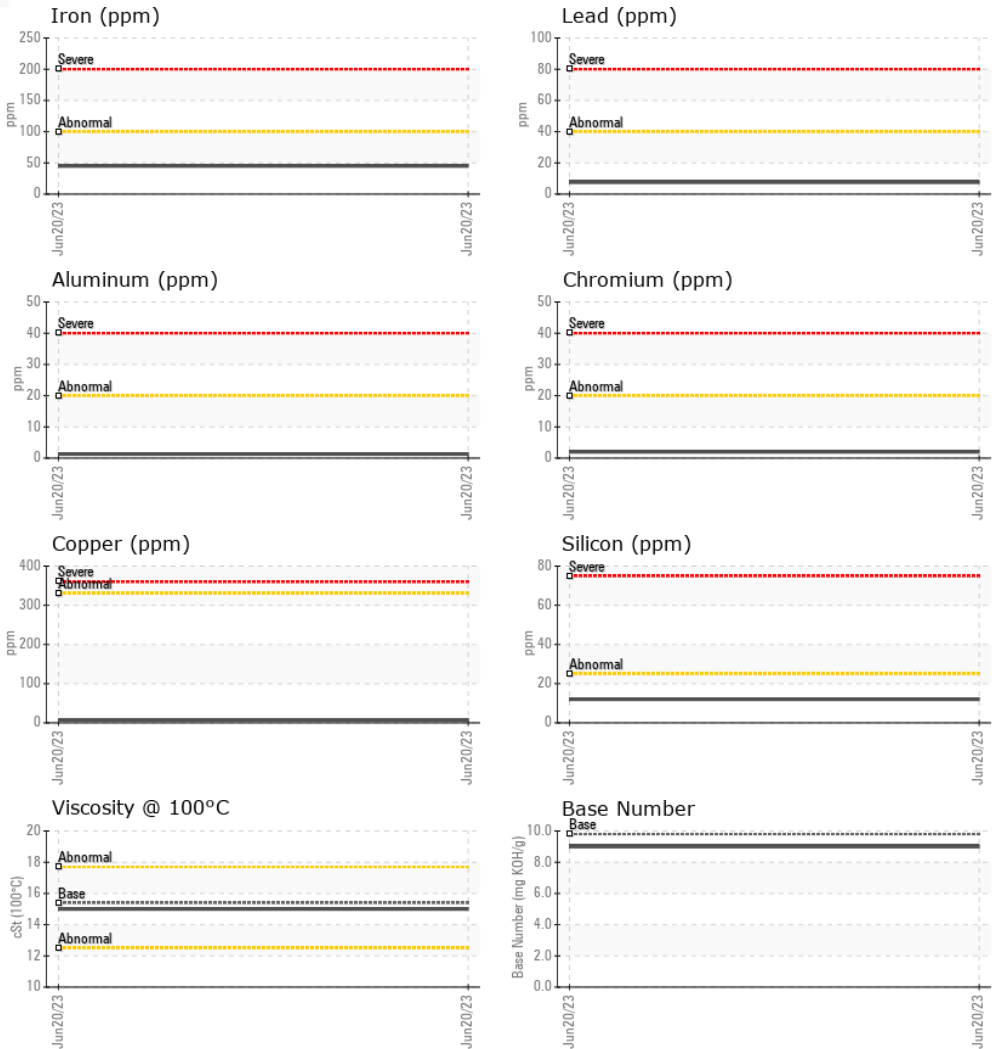 Iron (ppm)
250
200
150
100
50
0
ppm
Severe
Abnormal
Jun20/23
Jun20/23
Lead (ppm)
100
80
60
40
20
0
ppm
Severe
Abnormal
Jun20/23
Jun20/23
Aluminum (ppm)
50
40
30
20
10
0
ppm
Severe
Abnormal
Jun20/23
Jun20/23
Chromium (ppm)
50
40
30
20
10
0
ppm
Severe
Abnormal
Jun20/23
Jun20/23
Copper (ppm)
400
300
200
100
0
ppm
Severe
Abnormal
Jun20/23
Jun20/23
Silicon (ppm)
80
60
40
20
0
ppm
Severe
Abnormal
Jun20/23
Jun20/23
Viscosity @ 100°C
20
18
16
14
12
10
cSt (100°C)
Abnormal
Base
Abnormal
Jun20/23
Jun20/23
Base Number
10.0
8.0
6.0
4.0
2.0
0.0
Base Number (mg KOH/g)
Base
Jun20/23
Jun20/23